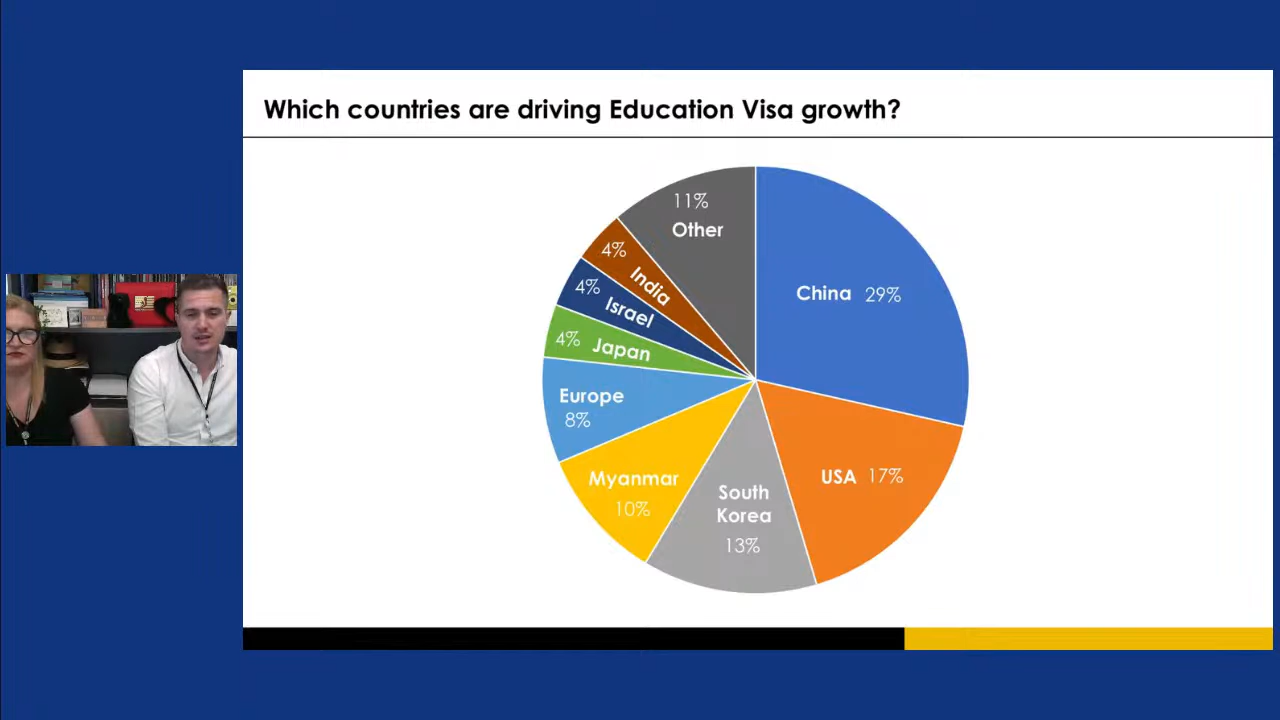 Which countries are driving Education Visa growth?
11%
Other
4%
India
4%
Israel
4% Japan
Europe
8%
Myanmar
10%
South
Korea
13%
USA 17%
China 29%